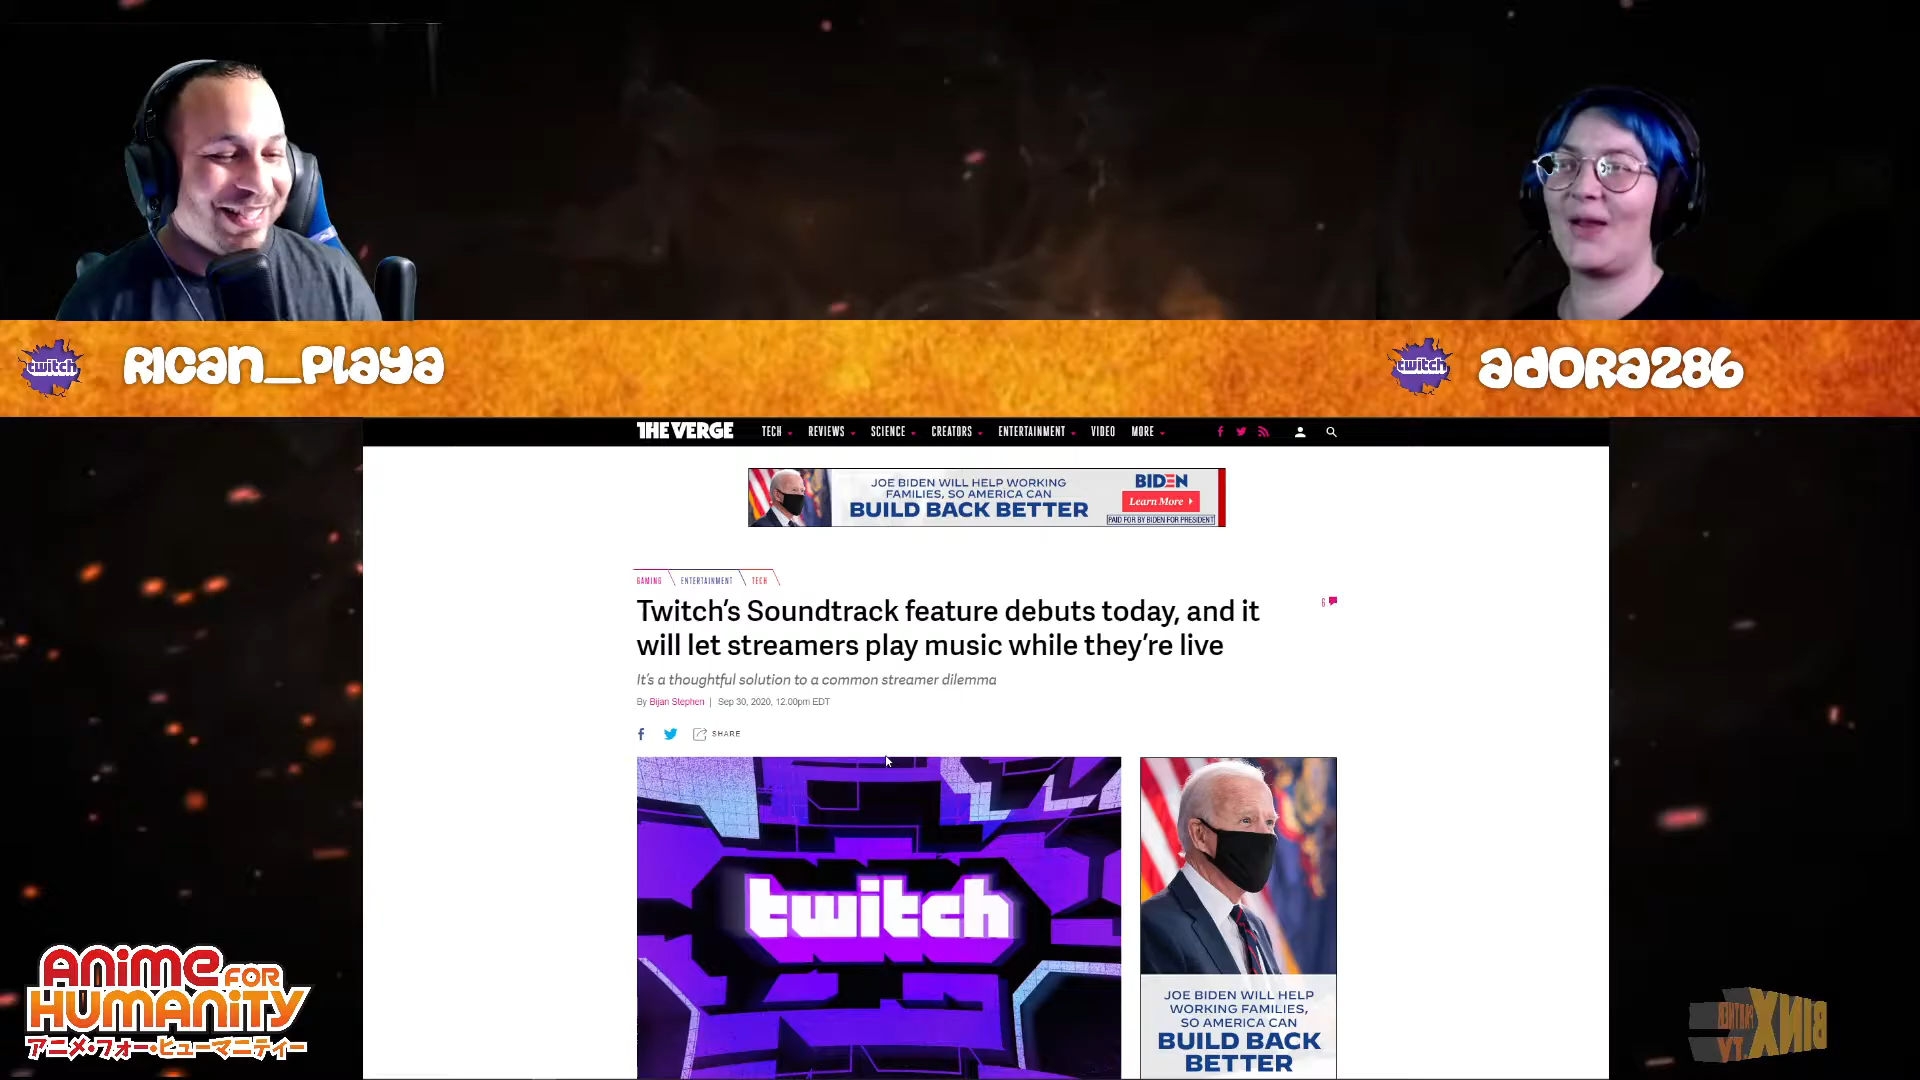 twitch
RICAN_PLAYA
twitch
ADORA286
THE VERGE
TECH
REVIEWS
SCIENCE
CREATORS
ENTERTAINMENT
VIDEO
MORE
JOE BIDEN WILL HELP WORKING
FAMILIES, SO AMERICA CAN
BUILD BACK BETTER
BIDEN
Learn More
PAID FOR BY BIDEN FOR PRESIDENT
GAMING
ENTERTAINMENT
TECH
Twitch's Soundtrack feature debuts today, and it
will let streamers play music while they're live
6
It's a thoughtful solution to a common streamer dilemma
By Bijan Stephen | Sep 30, 2020, 12:00pm EDT
SHARE
twitch
JOE BIDEN WILL HELP
WORKING FAMILIES,
SO AMERICA CAN
BUILD BACK
BETTER
ANIME FOR
HUMANITY
アニメ・フォー・ヒューマニティー
BINX
TV